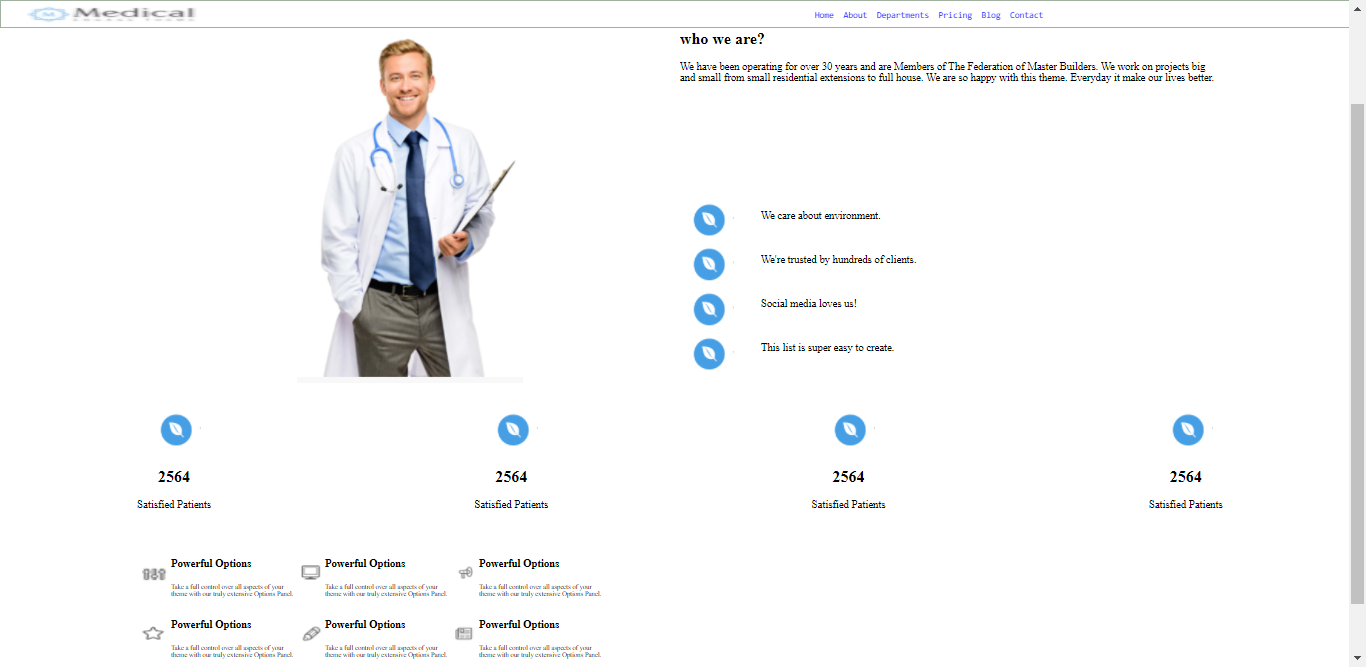 Medical
Home About Departments Pricing Blog Contact
who we are?
We have been operating for over 30 years and are Members of The Federation of Master Builders. We work on projects big
and small from small residential extensions to full house. We are so happy with this theme. Everyday it make our lives better.
We care about environment.
We're trusted by hundreds of clients.
Social media loves us!
This list is super easy to create.
2564 2564 2564 2564
Satisfied Patients Satisfied Patients Satisfied Patients Satisfied Patients
Powerful Options Powerful Options Powerful Options
Take a full control over all aspects of your Take a full control over all aspects of your Take a full control over all aspects of your
theme with our truly extensive Options Panel. theme with our truly extensive Options Panel. theme with our truly extensive Options Panel.
Powerful Options Powerful Options Powerful Options
Take a full control over all aspects of your Take a full control over all aspects of your Take a full control over all aspects of your
theme with our truly extensive Options Panel. theme with our truly extensive Options Panel. theme with our truly extensive Options Panel.